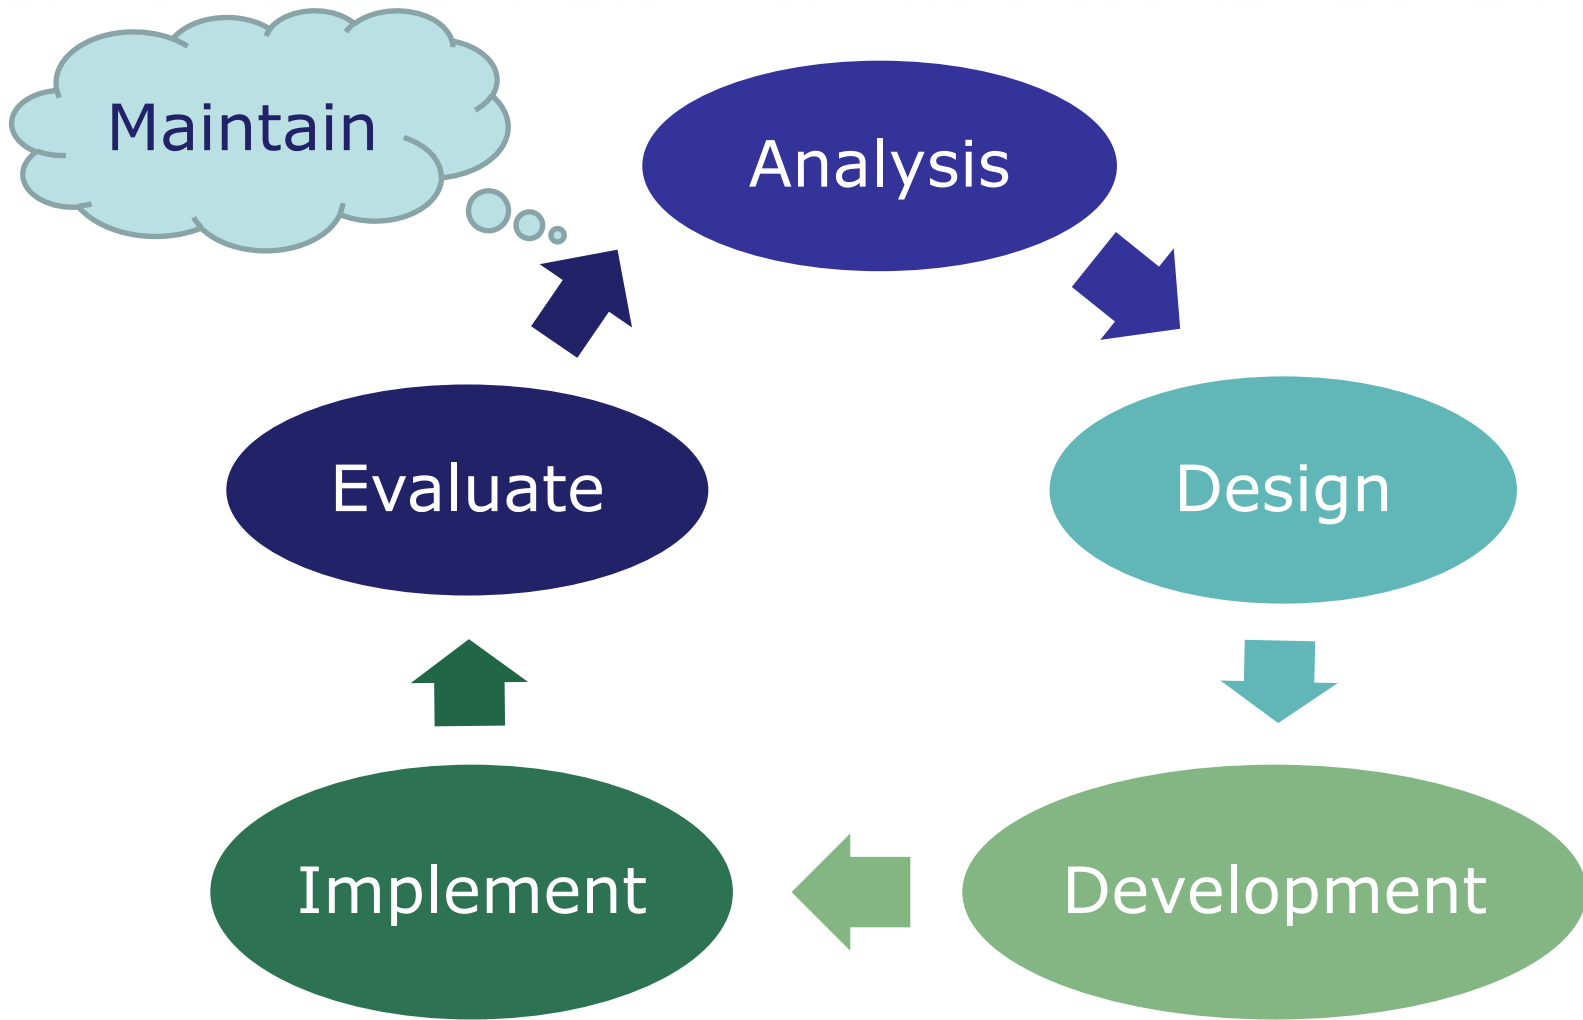 Maintain
Analysis
Evaluate
Design
Implement
Development